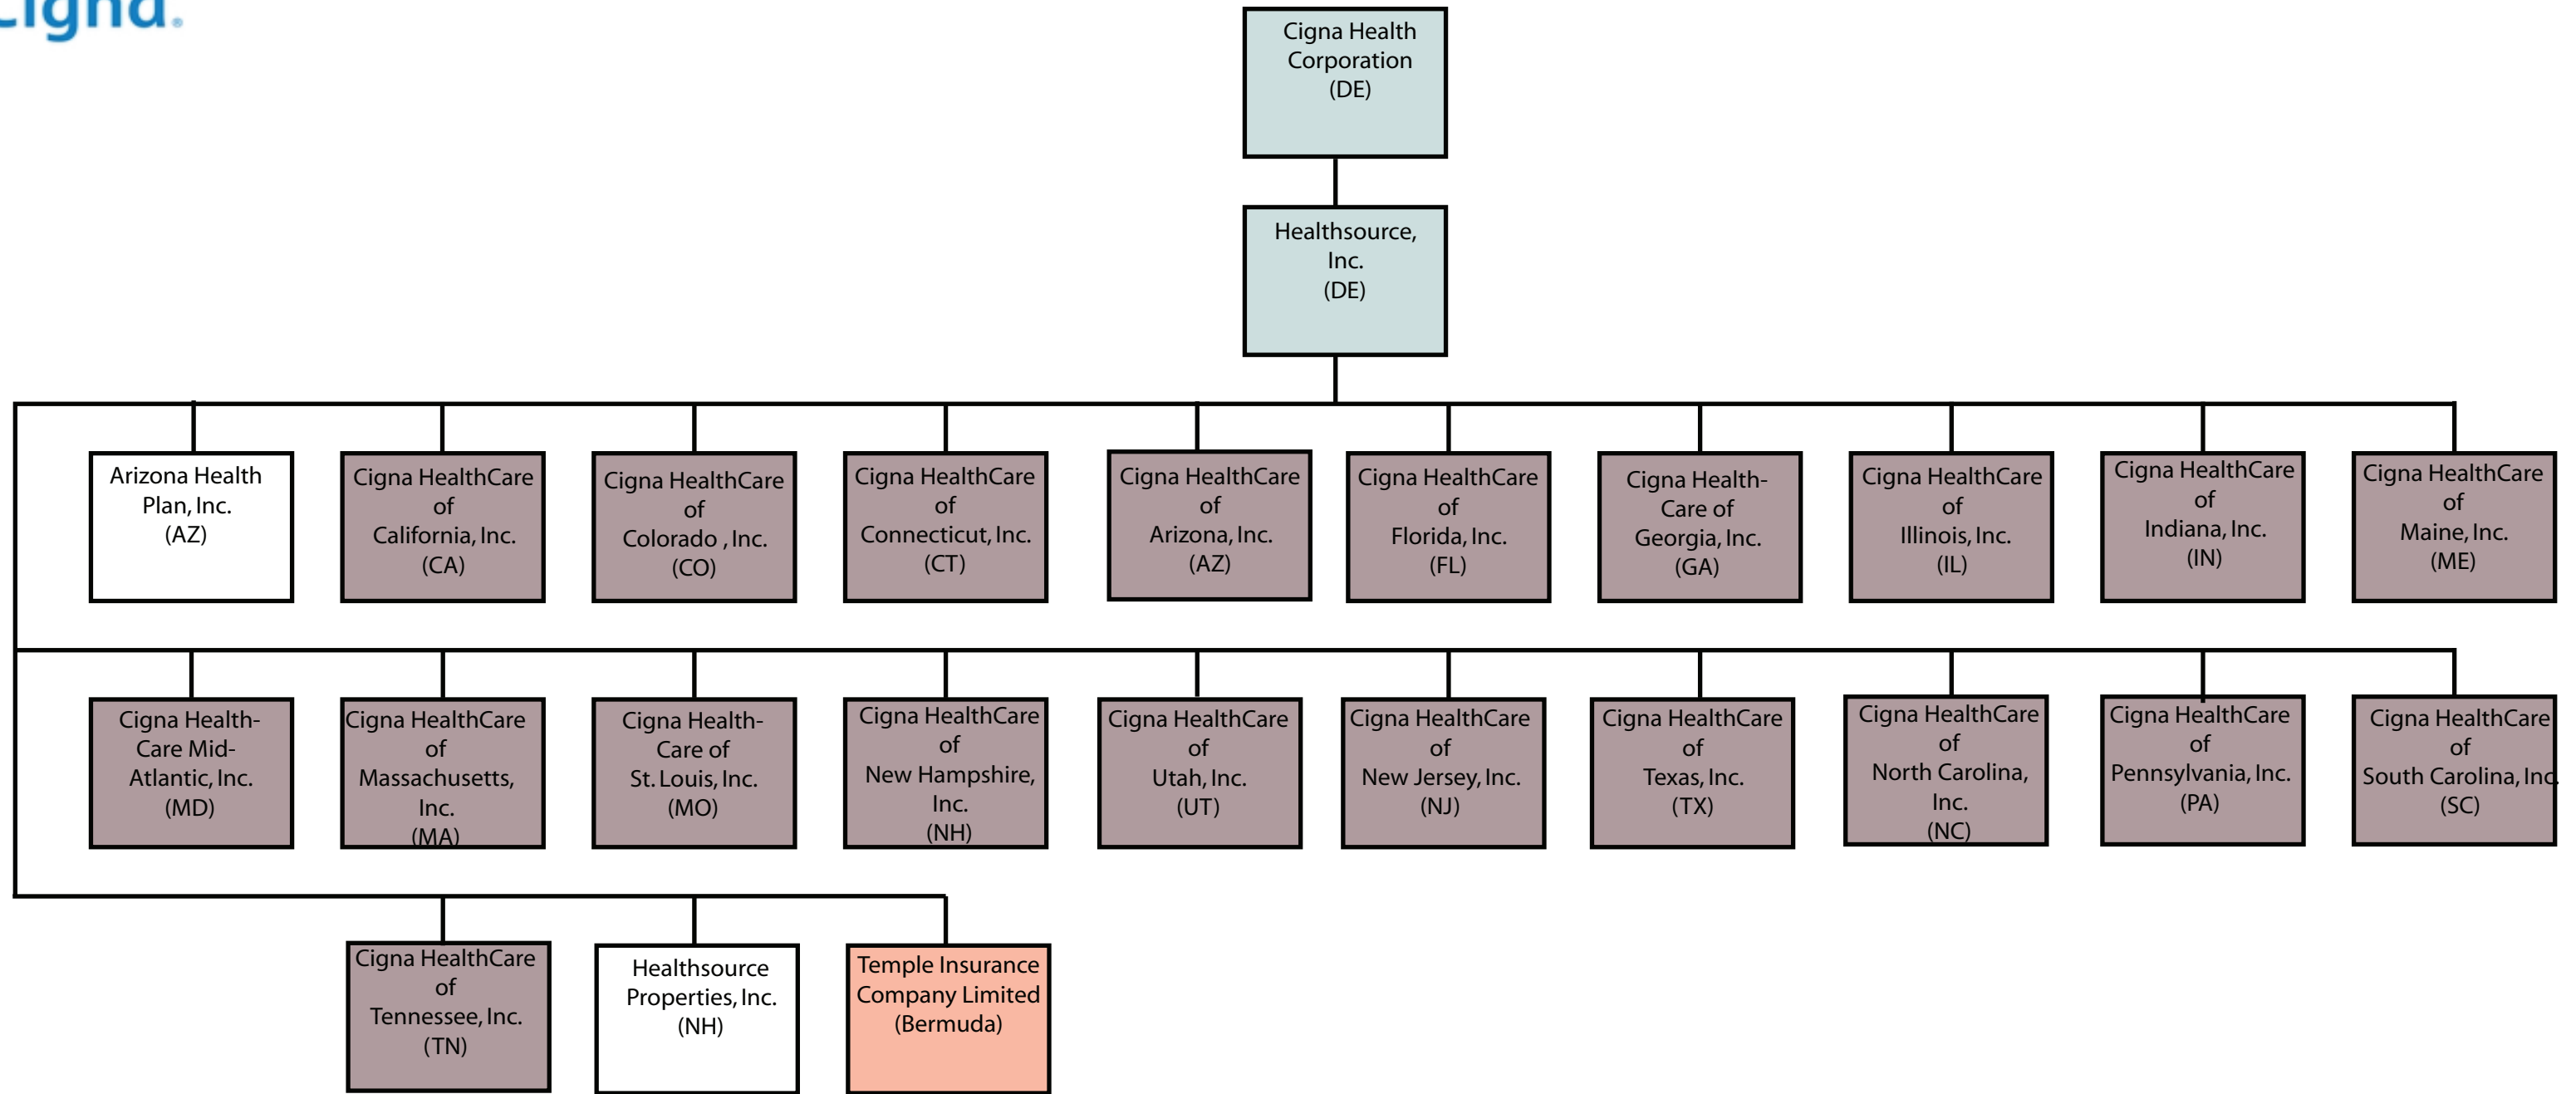 Cigna®
Cigna Health
Corporation
(DE)
Healthsource,
Inc.
(DE)
Arizona Health
Plan, Inc.
(AZ)
Cigna HealthCare
of
California, Inc.
(CA)
Cigna HealthCare
of
Colorado , Inc.
(CO)
Cigna HealthCare
of
Connecticut, Inc.
(CT)
Cigna HealthCare
of
Arizona, Inc.
(AZ)
Cigna HealthCare
of
Florida, Inc.
(FL)
Cigna Health-
Care of
Georgia, Inc.
(GA)
Cigna HealthCare
of
Illinois, Inc.
(IL)
Cigna HealthCare
of
Indiana, Inc.
(IN)
Cigna HealthCare
of
Maine, Inc.
(ME)
Cigna Health-
Care Mid-
Atlantic, Inc.
(MD)
Cigna HealthCare
of
Massachusetts,
Inc.
(MA)
Cigna Health-
Care of
St. Louis, Inc.
(MO)
Cigna HealthCare
of
New Hampshire,
Inc.
(NH)
Cigna HealthCare
of
Utah, Inc.
(UT)
Cigna HealthCare
of
New Jersey, Inc.
(NJ)
Cigna HealthCare
of
Texas, Inc.
(TX)
Cigna HealthCare
of
North Carolina,
Inc.
(NC)
Cigna HealthCare
of
Pennsylvania, Inc.
(PA)
Cigna HealthCare
of
South Carolina, Inc.
(SC)
Cigna HealthCare
of
Tennessee, Inc.
(TN)
Healthsource
Properties, Inc.
(NH)
Temple Insurance
Company Limited
(Bermuda)